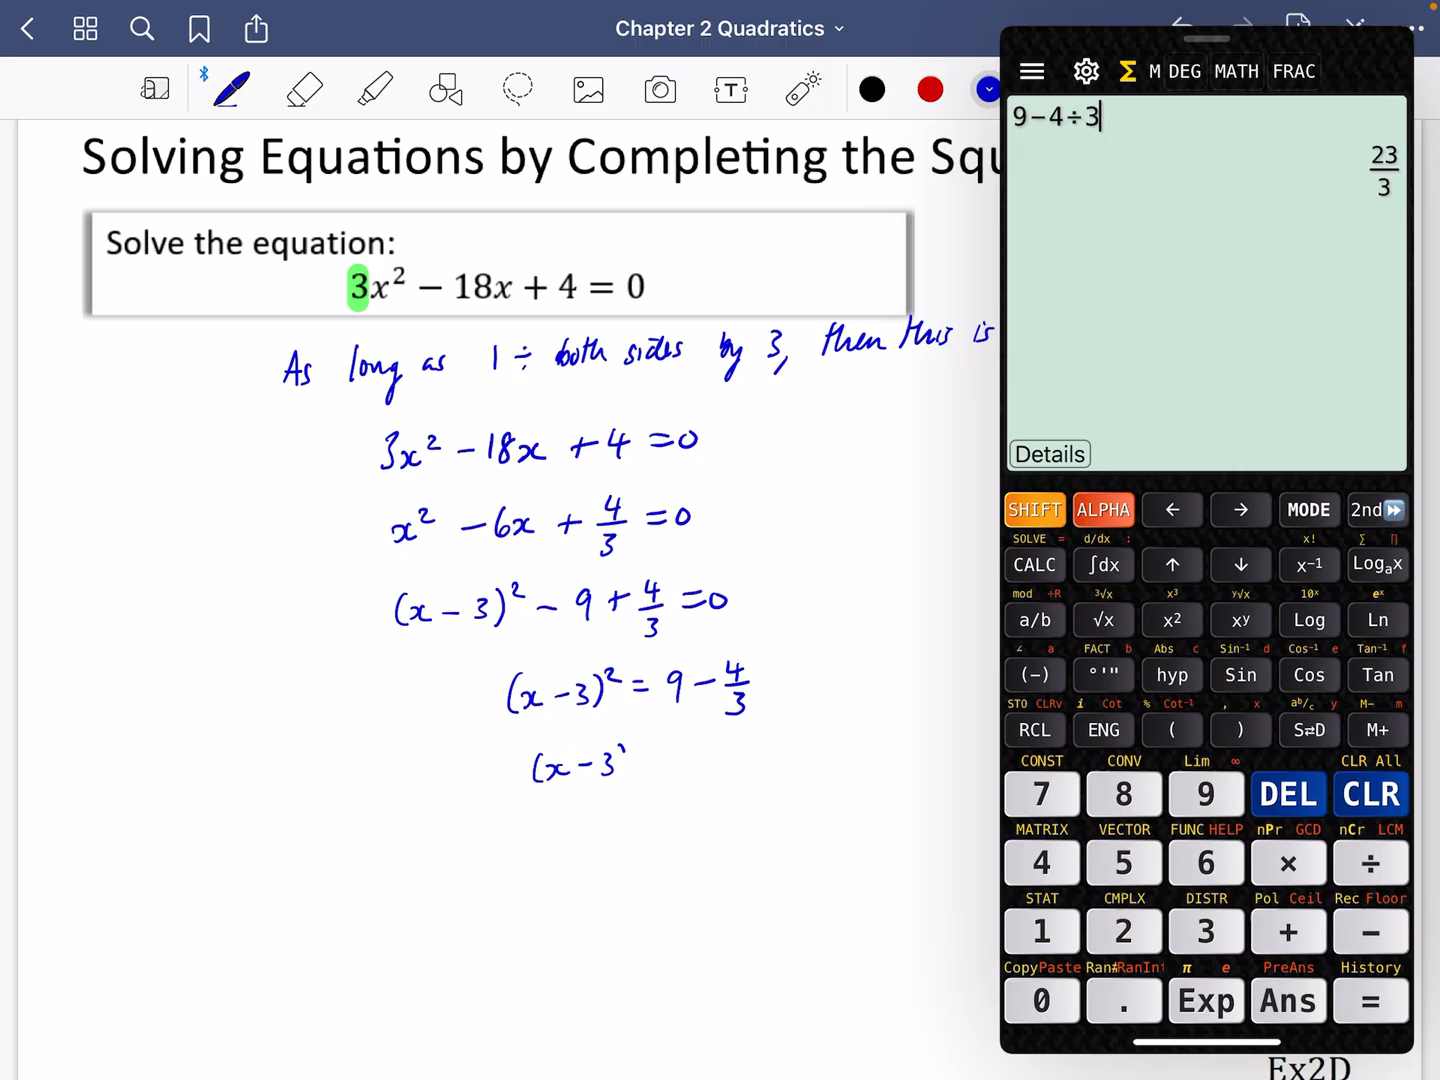 Chapter 2 Quadratics
Solving Equations by Completing the Squ
Solve the equation:
3x² − 18x + 4 = 0
As long as I ÷ both sides by 3, then this is
3x² − 18x + 4 = 0
x² − 6x + 4/3 = 0
(x − 3)² − 9 + 4/3 = 0
(x − 3)² = 9 − 4/3
(x − 3)
Ex2D
M DEG MATH FRAC
9−4÷3
23/3
Details
SHIFT ALPHA ← → MODE 2nd
SOLVE = d/dx : x! ∑ ∏
CALC ∫dx ↑ ↓ x⁻¹ Logₐx
mod ÷R ³√x x³ ʸ√x 10ˣ eˣ
a/b √x x² xʸ Log Ln
∠ a FACT b Abs c Sin⁻¹ d Cos⁻¹ e Tan⁻¹ f
(−) °'" hyp Sin Cos Tan
STO CLRv i Cot % Cot⁻¹ , x aᵇ/c y M− m
RCL ENG ( ) S⇄D M+
CONST CONV Lim ∞ CLR All
7 8 9 DEL CLR
MATRIX VECTOR FUNC HELP nPr GCD nCr LCM
4 5 6 × ÷
STAT CMPLX DISTR Pol Ceil Rec Floor
1 2 3 + −
Copy Paste Ran# RanInt π e PreAns History
0 . Exp Ans =